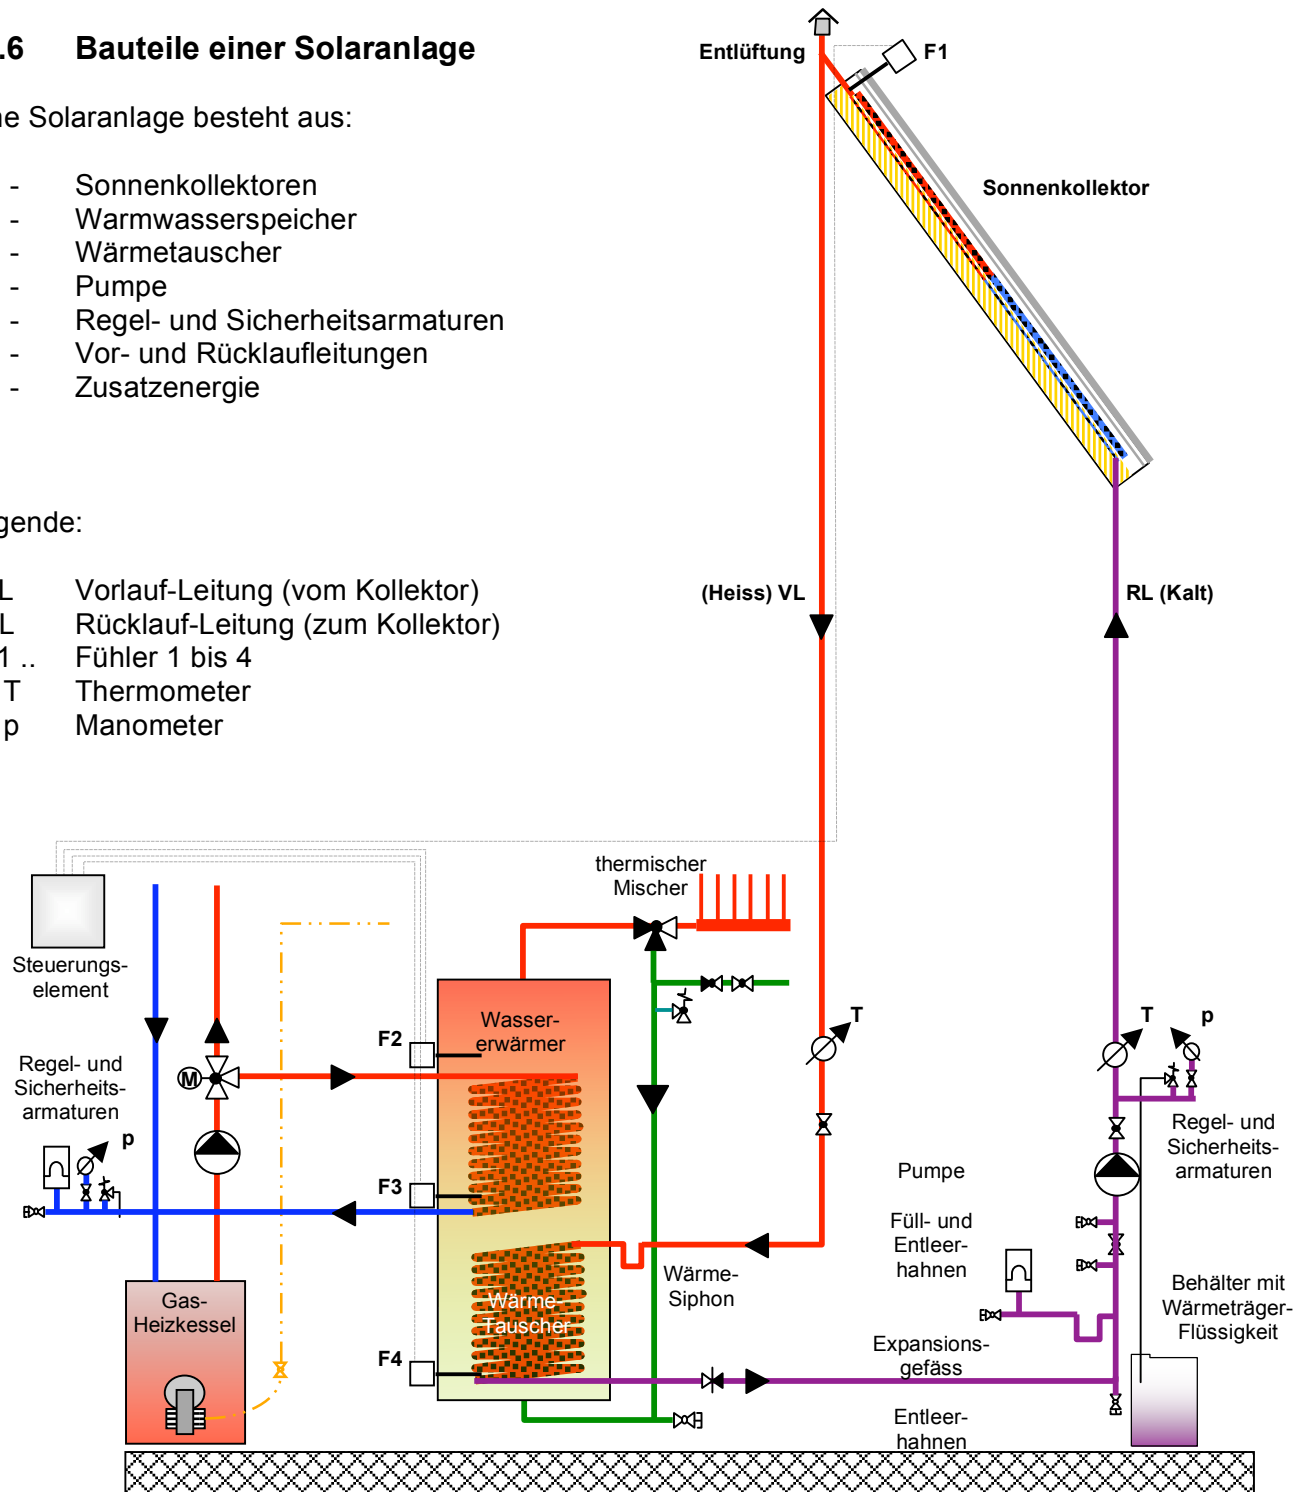 .6 Bauteile einer Solaranlage
ne Solaranlage besteht aus:
- Sonnenkollektoren
- Warmwasserspeicher
- Wärmetauscher
- Pumpe
- Regel- und Sicherheitsarmaturen
- Vor- und Rücklaufleitungen
- Zusatzenergie
gende:
L Vorlauf-Leitung (vom Kollektor)
L Rücklauf-Leitung (zum Kollektor)
1 .. Fühler 1 bis 4
T Thermometer
p Manometer
Entlüftung
F1
Sonnenkollektor
(Heiss) VL
RL (Kalt)
thermischer
Mischer
Steuerungs-
element
Regel- und
Sicherheits-
armaturen
p
M
F2
Wasser-
erwärmer
F3
Gas-
Heizkessel
Wärme-
Tauscher
F4
T
Wärme-
Siphon
T
p
Regel- und
Sicherheits-
armaturen
Pumpe
Füll- und
Entleer-
hahnen
Expansions-
gefäss
Entleer-
hahnen
Behälter mit
Wärmeträger-
Flüssigkeit